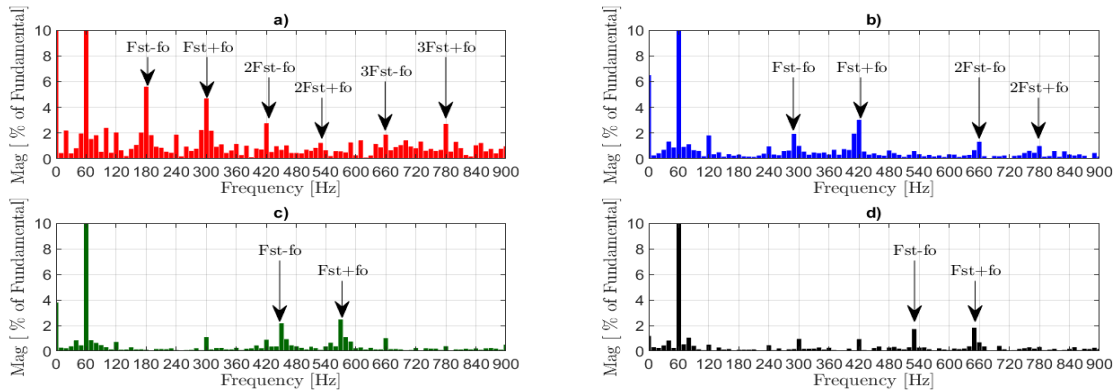 a)
Mag [ % of Fundamental]
10
8
6
4
2
0
Fst-fo
Fst+fo
2Fst-fo
2Fst+fo
3Fst-fo
3Fst+fo
0 60 120 180 240 300 360 420 480 540 600 660 720 780 840 900
Frequency [Hz]
b)
Mag [ % of Fundamental]
10
8
6
4
2
0
Fst-fo
Fst+fo
2Fst-fo
2Fst+fo
0 60 120 180 240 300 360 420 480 540 600 660 720 780 840 900
Frequency [Hz]
c)
Mag [ % of Fundamental]
10
8
6
4
2
0
Fst-fo
Fst+fo
0 60 120 180 240 300 360 420 480 540 600 660 720 780 840 900
Frequency [Hz]
d)
Mag [ % of Fundamental]
10
8
6
4
2
0
Fst-fo
Fst+fo
0 60 120 180 240 300 360 420 480 540 600 660 720 780 840 900
Frequency [Hz]